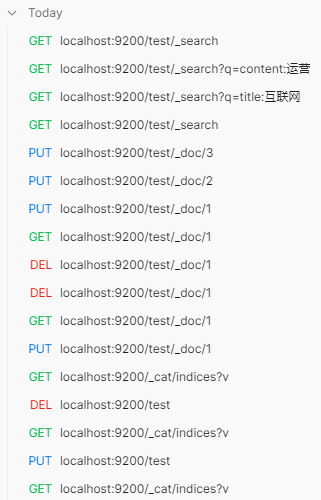 Today
GET localhost:9200/test/_search
GET localhost:9200/test/_search?q=content:运营
GET localhost:9200/test/_search?q=title:互联网
GET localhost:9200/test/_search
PUT localhost:9200/test/_doc/3
PUT localhost:9200/test/_doc/2
PUT localhost:9200/test/_doc/1
GET localhost:9200/test/_doc/1
DEL localhost:9200/test/_doc/1
DEL localhost:9200/test/_doc/1
GET localhost:9200/test/_doc/1
PUT localhost:9200/test/_doc/1
GET localhost:9200/_cat/indices?v
DEL localhost:9200/test
GET localhost:9200/_cat/indices?v
PUT localhost:9200/test
GET localhost:9200/_cat/indices?v